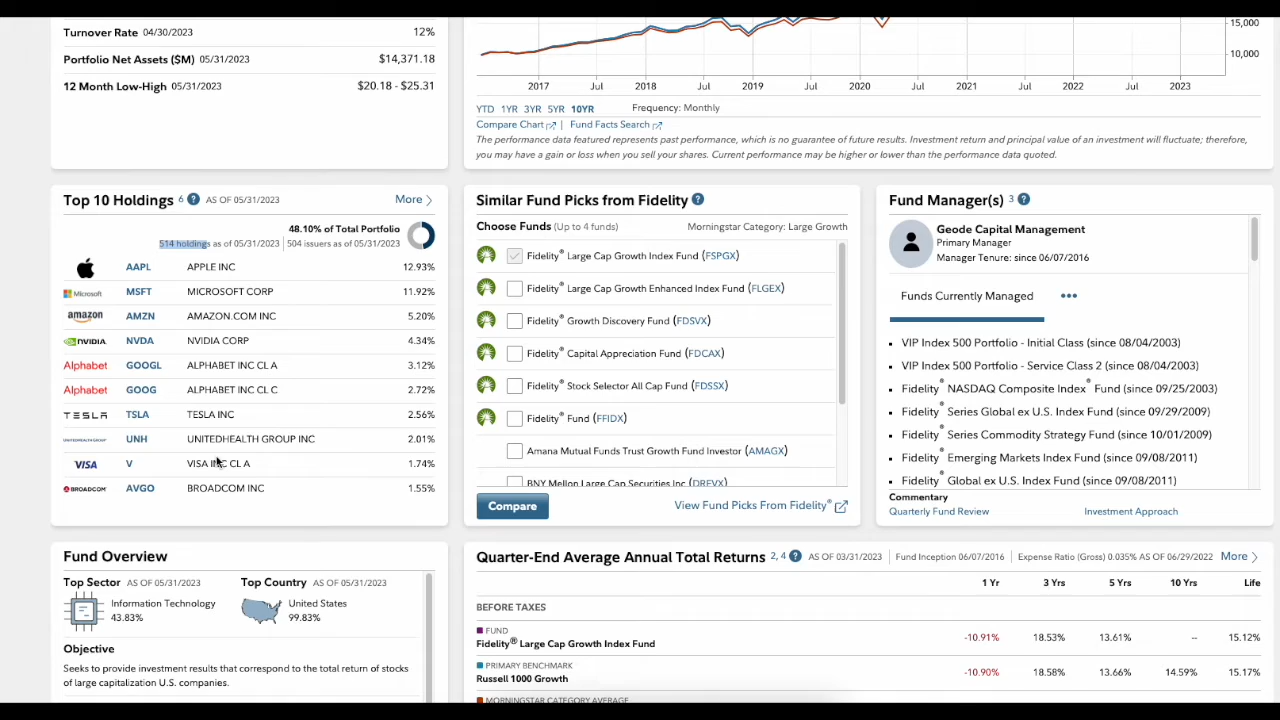 Turnover Rate 04/30/2023 12%
Portfolio Net Assets ($M) 05/31/2023 $14,371.18
12 Month Low-High 05/31/2023 $20.18 - $25.31
15,000
10,000
2017 Jul 2018 Jul 2019 Jul 2020 Jul 2021 Jul 2022 Jul 2023
YTD 1YR 3YR 5YR 10YR Frequency: Monthly
Compare Chart | Fund Facts Search
The performance data featured represents past performance, which is no guarantee of future results. Investment return and principal value of an investment will fluctuate; therefore,
you may have a gain or loss when you sell your shares. Current performance may be higher or lower than the performance data quoted.
Top 10 Holdings 6 ? AS OF 05/31/2023 More
48.10% of Total Portfolio
514 holdings as of 05/31/2023 | 504 issuers as of 05/31/2023
AAPL APPLE INC 12.93%
Microsoft MSFT MICROSOFT CORP 11.92%
amazon AMZN AMAZON.COM INC 5.20%
NVIDIA NVDA NVIDIA CORP 4.34%
Alphabet GOOGL ALPHABET INC CL A 3.12%
Alphabet GOOG ALPHABET INC CL C 2.72%
TESLA TSLA TESLA INC 2.56%
UNITEDHEALTH GROUP UNH UNITEDHEALTH GROUP INC 2.01%
VISA V VISA INC CL A 1.74%
BROADCOM AVGO BROADCOM INC 1.55%
Similar Fund Picks from Fidelity ?
Choose Funds (Up to 4 funds) Morningstar Category: Large Growth
Fidelity® Large Cap Growth Index Fund (FSPGX)
Fidelity® Large Cap Growth Enhanced Index Fund (FLGEX)
Fidelity® Growth Discovery Fund (FDSVX)
Fidelity® Capital Appreciation Fund (FDCAX)
Fidelity® Stock Selector All Cap Fund (FDSSX)
Fidelity® Fund (FFIDX)
Amana Mutual Funds Trust Growth Fund Investor (AMAGX)
BNY Mellon Large Cap Securities Inc (DREVX)
Compare View Fund Picks From Fidelity®
Fund Manager(s) 3 ?
Geode Capital Management
Primary Manager
Manager Tenure: since 06/07/2016
Funds Currently Managed •••
VIP Index 500 Portfolio - Initial Class (since 08/04/2003)
VIP Index 500 Portfolio - Service Class 2 (since 08/04/2003)
Fidelity® NASDAQ Composite Index® Fund (since 09/25/2003)
Fidelity® Series Global ex U.S. Index Fund (since 09/29/2009)
Fidelity® Series Commodity Strategy Fund (since 10/01/2009)
Fidelity® Emerging Markets Index Fund (since 09/08/2011)
Fidelity® Global ex U.S. Index Fund (since 09/08/2011)
Commentary
Quarterly Fund Review Investment Approach
Fund Overview
Top Sector AS OF 05/31/2023 Top Country AS OF 05/31/2023
Information Technology United States
43.83% 99.83%
Objective
Seeks to provide investment results that correspond to the total return of stocks
of large capitalization U.S. companies.
Quarter-End Average Annual Total Returns 2, 4 ? AS OF 03/31/2023 | Fund Inception 06/07/2016 | Expense Ratio (Gross) 0.035% AS OF 06/29/2022 More
1 Yr 3 Yrs 5 Yrs 10 Yrs Life
BEFORE TAXES
FUND
Fidelity® Large Cap Growth Index Fund -10.91% 18.53% 13.61% -- 15.12%
PRIMARY BENCHMARK
Russell 1000 Growth -10.90% 18.58% 13.66% 14.59% 15.17%
MORNINGSTAR CATEGORY AVERAGE